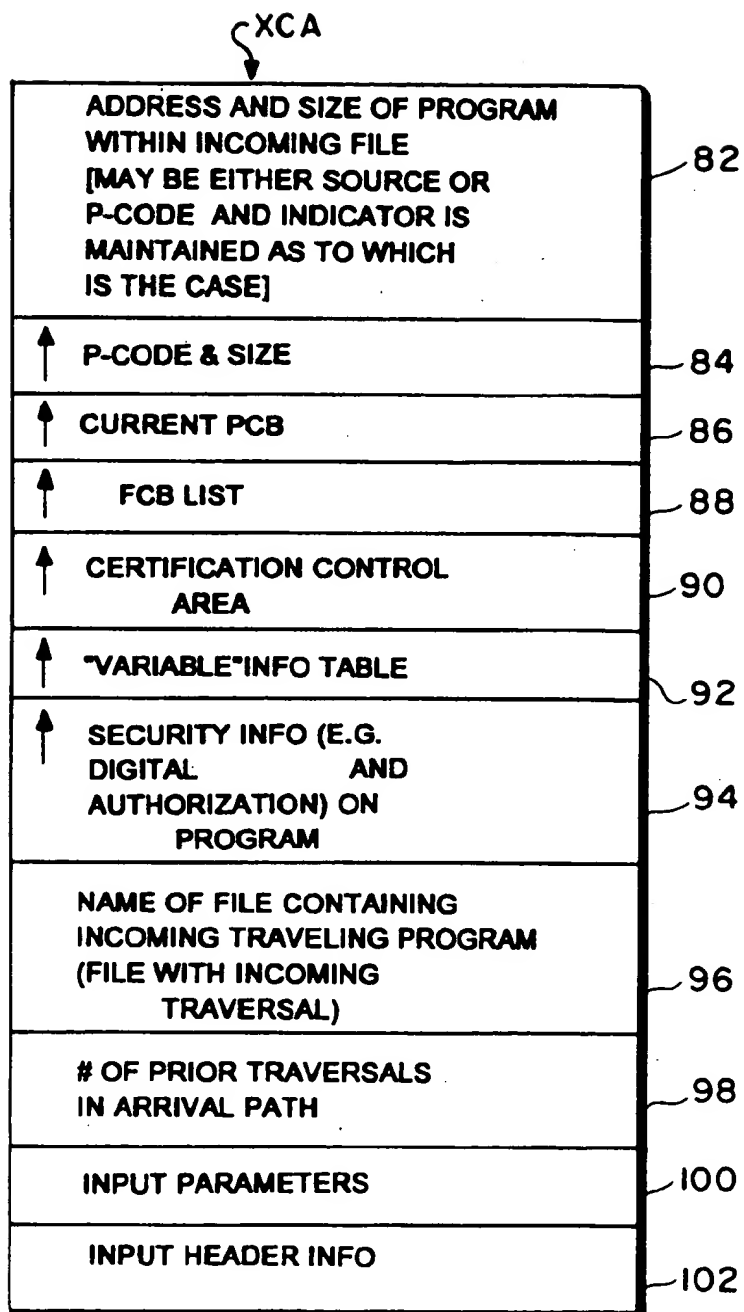 XCA
ADDRESS AND SIZE OF PROGRAM
WITHIN INCOMING FILE
[MAY BE EITHER SOURCE OR
P-CODE AND INDICATOR IS
MAINTAINED AS TO WHICH
IS THE CASE]
82
P-CODE & SIZE
84
CURRENT PCB
86
FCB LIST
88
CERTIFICATION CONTROL
AREA
90
"VARIABLE"INFO TABLE
92
SECURITY INFO (E.G.
DIGITAL AND
AUTHORIZATION) ON
PROGRAM
94
NAME OF FILE CONTAINING
INCOMING TRAVELING PROGRAM
(FILE WITH INCOMING
TRAVERSAL)
96
# OF PRIOR TRAVERSALS
IN ARRIVAL PATH
98
INPUT PARAMETERS
100
INPUT HEADER INFO
102